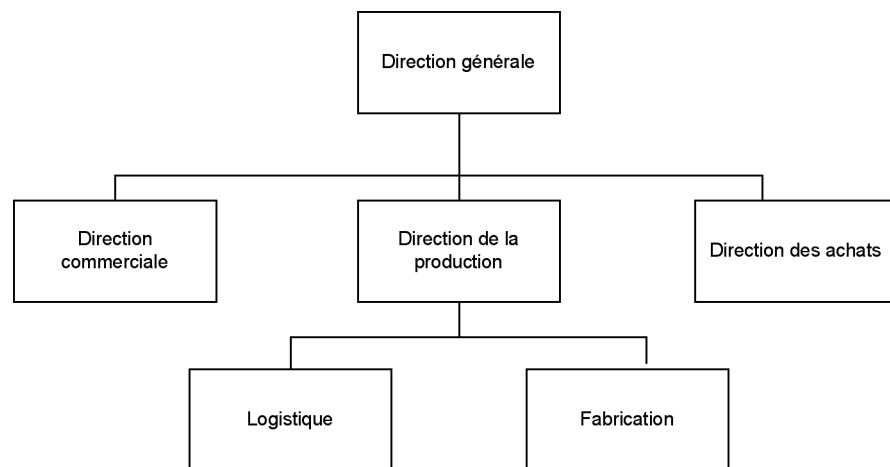 Direction générale
Direction
commerciale
Direction de la
production
Direction des achats
Logistique
Fabrication